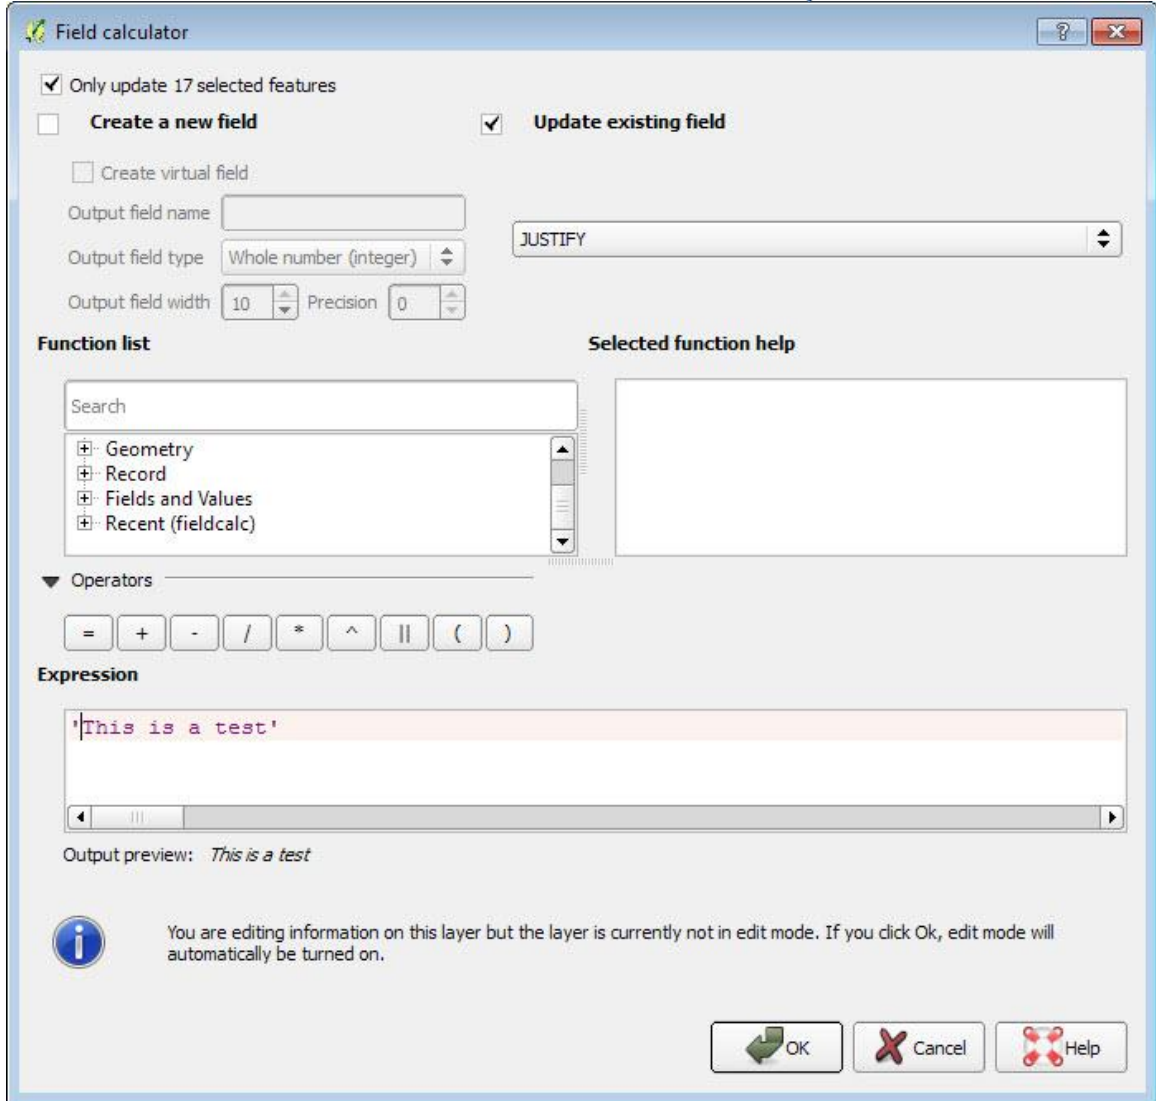 Field calculator
Only update 17 selected features
Create a new field
Update existing field
Create virtual field
Output field name
JUSTIFY
Output field type Whole number (integer)
Output field width 10 Precision 0
Function list
Selected function help
Search
Geometry
Record
Fields and Values
Recent (fieldcalc)
Operators
= + - / * ^ || ( )
Expression
'This is a test'
Output preview: This is a test
You are editing information on this layer but the layer is currently not in edit mode. If you click Ok, edit mode will
automatically be turned on.
OK Cancel Help